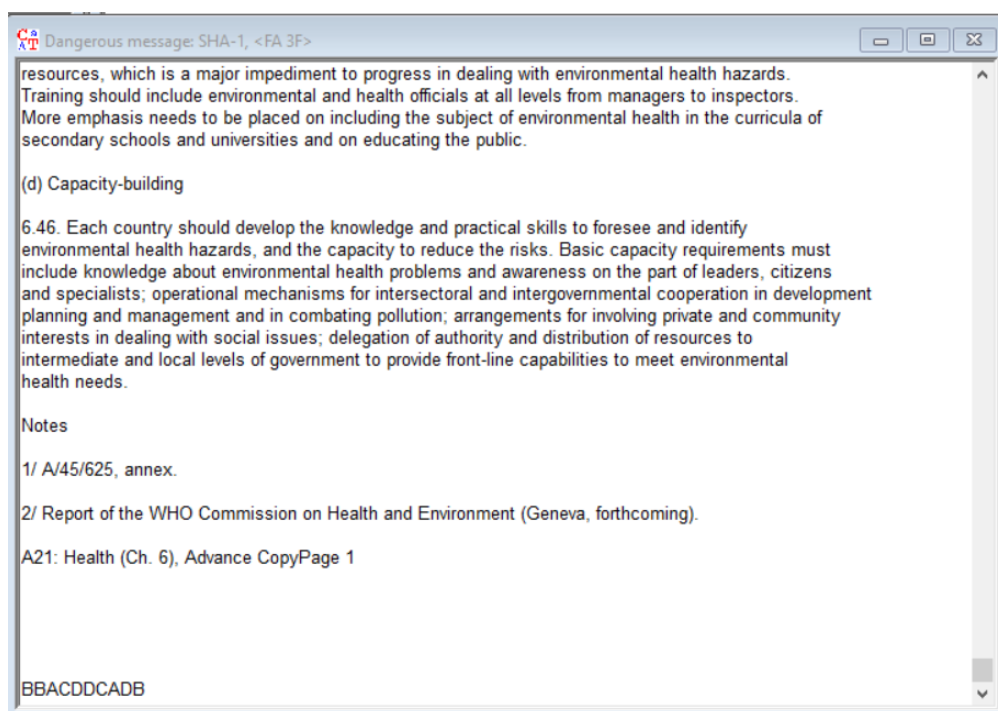 Dangerous message: SHA-1, <FA 3F>
resources, which is a major impediment to progress in dealing with environmental health hazards.
Training should include environmental and health officials at all levels from managers to inspectors.
More emphasis needs to be placed on including the subject of environmental health in the curricula of
secondary schools and universities and on educating the public.
(d) Capacity-building
6.46. Each country should develop the knowledge and practical skills to foresee and identify
environmental health hazards, and the capacity to reduce the risks. Basic capacity requirements must
include knowledge about environmental health problems and awareness on the part of leaders, citizens
and specialists; operational mechanisms for intersectoral and intergovernmental cooperation in development
planning and management and in combating pollution; arrangements for involving private and community
interests in dealing with social issues; delegation of authority and distribution of resources to
intermediate and local levels of government to provide front-line capabilities to meet environmental
health needs.
Notes
1/ A/45/625, annex.
2/ Report of the WHO Commission on Health and Environment (Geneva, forthcoming).
A21: Health (Ch. 6), Advance CopyPage 1
BBACDDCADB